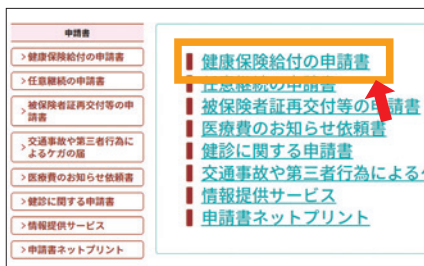 申請書
>健康保険給付の申請書
>任意継続の申請書
>被保険者証再交付等の申
請書
>交通事故や第三者行為に
よるケガの届
>医療費のお知らせ依頼書
>健診に関する申請書
>情報提供サービス
>申請書ネットプリント
健康保険給付の申請書
任意継続の申請書
被保険者証再交付等の申請書
医療費のお知らせ依頼書
健診に関する申請書
交通事故や第三者行為による
情報提供サービス
申請書ネットプリント